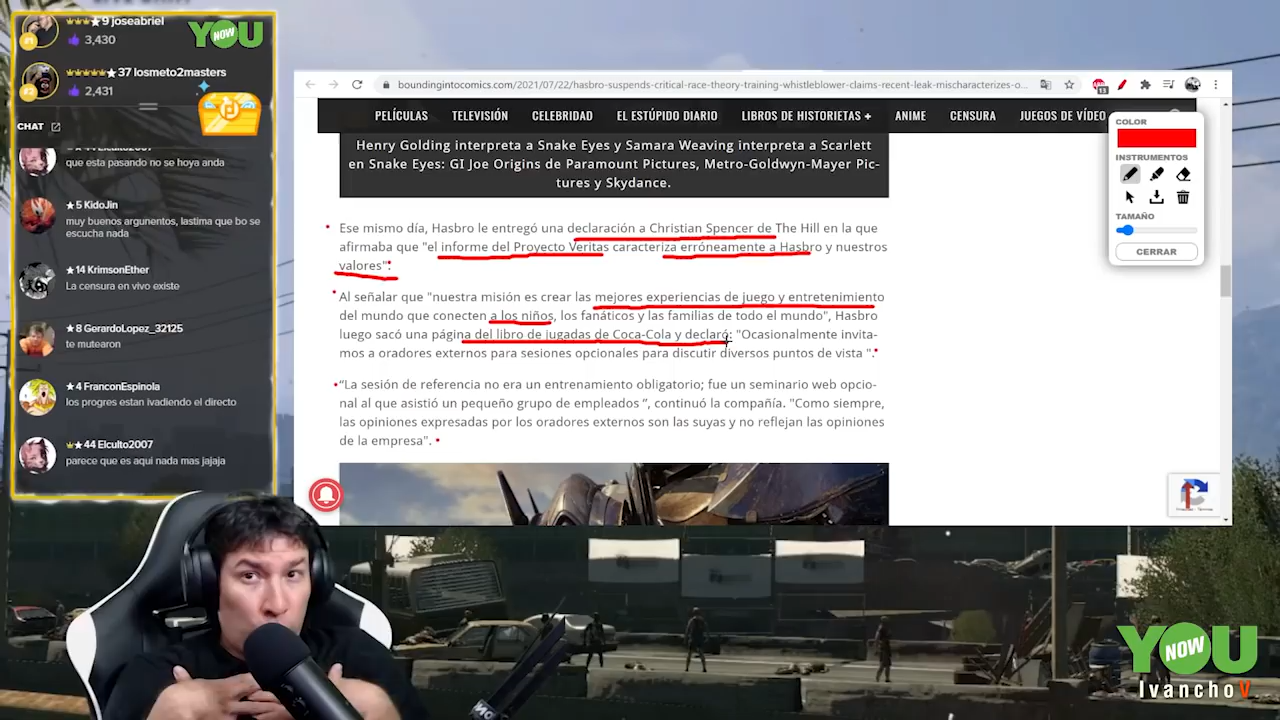 9 joseabriel
3,430
YOU
NOW
37 losmeto2masters
2,431
CHAT
44 Elculto2007
que esta pasando no se hoya anda
5 KidoJin
muy buenos argunentos, lastima que bo se
escucha nada
14 KrimsonEther
La censura en vivo existe
8 GerardoLopez_32125
te mutearon
4 FranconEspinola
los progres estan ivadiendo el directo
44 Elculto2007
parece que es aqui nada mas jajaja
boundingintocomics.com/2021/07/22/hasbro-suspends-critical-race-theory-training-whistleblower-claims-recent-leak-mischaracterizes-o...
13
PELÍCULAS
TELEVISIÓN
CELEBRIDAD
EL ESTÚPIDO DIARIO
LIBROS DE HISTORIETAS +
ANIME
CENSURA
JUEGOS DE VÍDEO
Henry Golding interpreta a Snake Eyes y Samara Weaving interpreta a Scarlett
en Snake Eyes: GI Joe Origins de Paramount Pictures, Metro-Goldwyn-Mayer Pic-
tures y Skydance.
Ese mismo día, Hasbro le entregó una declaración a Christian Spencer de The Hill en la que
afirmaba que "el informe del Proyecto Veritas caracteriza erróneamente a Hasbro y nuestros
valores".
Al señalar que "nuestra misión es crear las mejores experiencias de juego y entretenimiento
del mundo que conecten a los niños, los fanáticos y las familias de todo el mundo", Hasbro
luego sacó una página del libro de jugadas de Coca-Cola y declaró: "Ocasionalmente invita-
mos a oradores externos para sesiones opcionales para discutir diversos puntos de vista ".
“La sesión de referencia no era un entrenamiento obligatorio; fue un seminario web opcio-
nal al que asistió un pequeño grupo de empleados “, continuó la compañía. "Como siempre,
las opiniones expresadas por los oradores externos son las suyas y no reflejan las opiniones
de la empresa".
COLOR
INSTRUMENTOS
TAMAÑO
CERRAR
YOU
NOW
IvanchoV